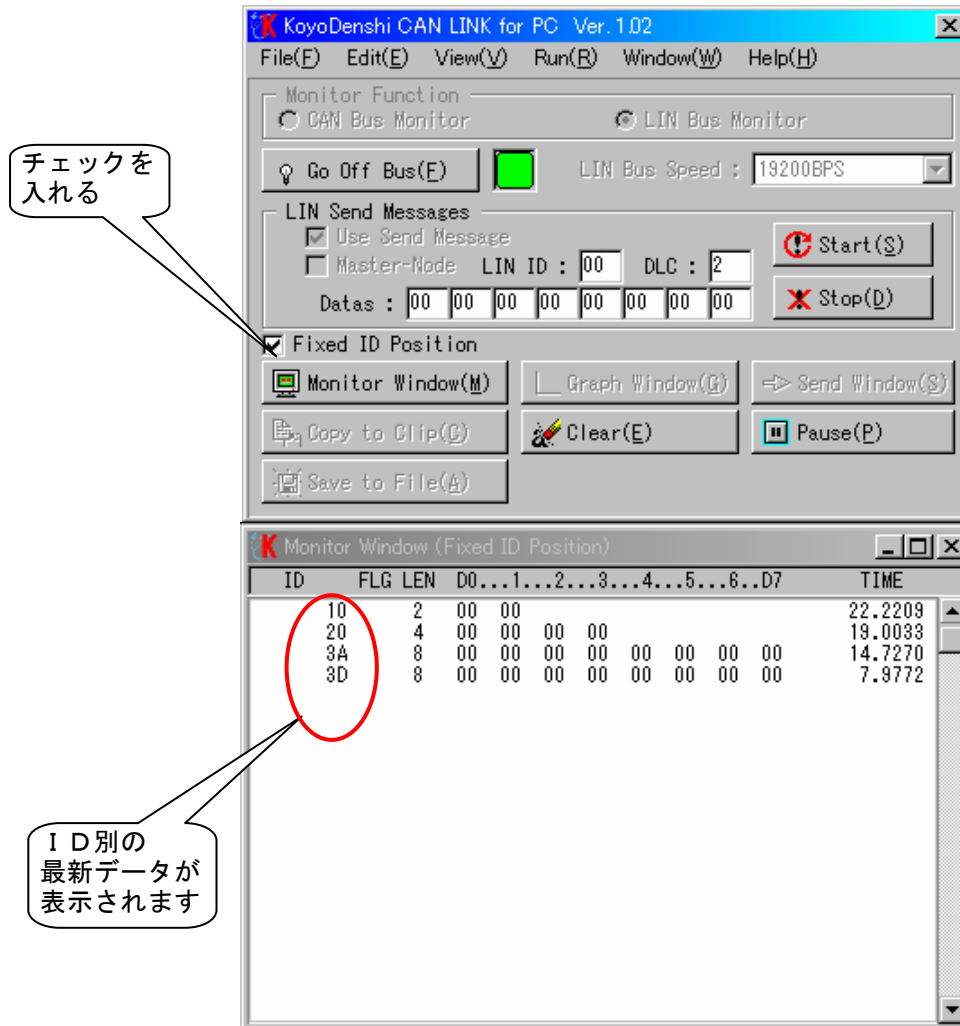 KoyoDenshi CAN LINK for PC Ver.1.02
File(F) Edit(E) View(V) Run(R) Window(W) Help(H)
Monitor Function
CAN Bus Monitor LIN Bus Monitor
チェックを
入れる
Go Off Bus(F) LIN Bus Speed : 19200BPS
LIN Send Messages
Use Send Message
Start(S)
Master-Node LIN ID : 00 DLC : 2
Datas : 00 00 00 00 00 00 00 00
Stop(D)
Fixed ID Position
Monitor Window(M) Graph Window(G) Send Window(S)
Copy to Clip(C) Clear(E) Pause(P)
Save to File(A)
Monitor Window (Fixed ID Position)
ID FLG LEN D0...1...2...3...4...5...6..D7 TIME
10 2 00 00 22.2209
20 4 00 00 00 00 19.0033
3A 8 00 00 00 00 00 00 00 00 14.7270
3D 8 00 00 00 00 00 00 00 00 7.9772
ＩＤ別の
最新データが
表示されます